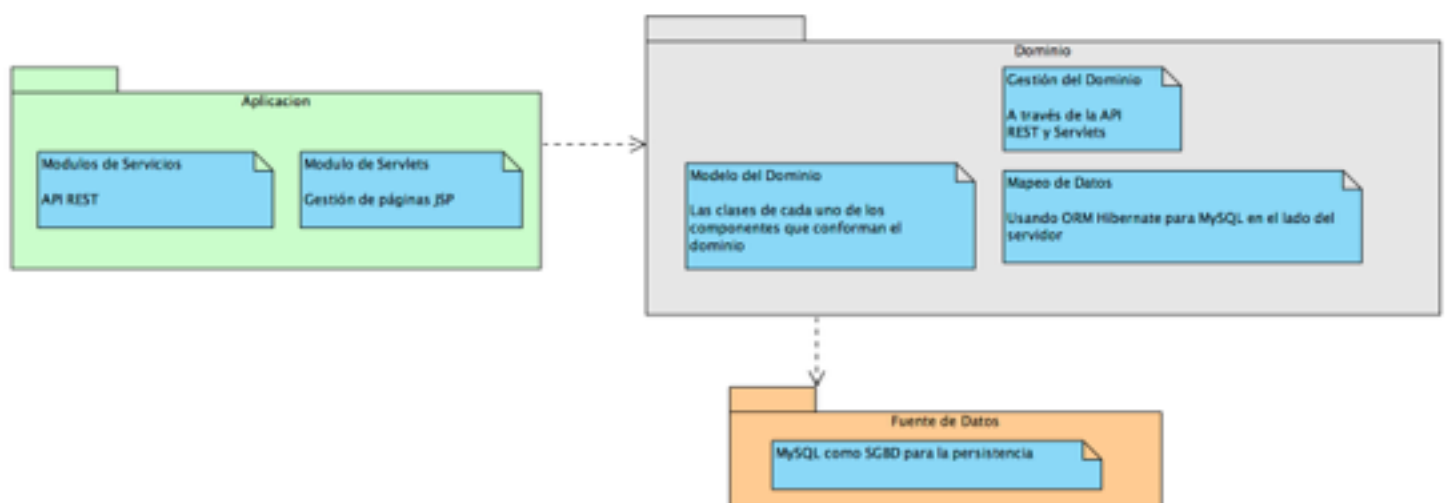 Aplicacion
Modulos de Servicios
API REST
Modulo de Servlets
Gestión de páginas JSP
Dominio
Gestión del Dominio
A través de la API
REST y Servlets
Modelo del Dominio
Las clases de cada uno de los
componentes que conforman el
dominio
Mapeo de Datos
Usando ORM Hibernate para MySQL en el lado del
servidor
Fuente de Datos
MySQL como SGBD para la persistencia